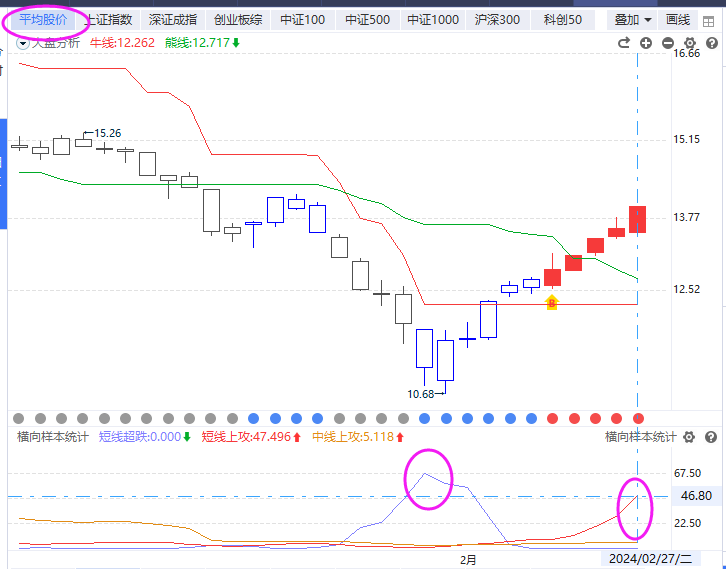 平均股价 上证指数 深证成指 创业板综 中证100 中证500 中证1000 沪深300 科创50 叠加 画线
大盘分析 牛线:12.262 熊线:12.717
16.66
15.26
15.15
13.77
12.52
B
10.68
横向样本统计 短线超跌:0.000 短线上攻:47.496 中线上攻:5.118 横向样本统计
67.50
46.80
22.50
2月 2024/02/27/二